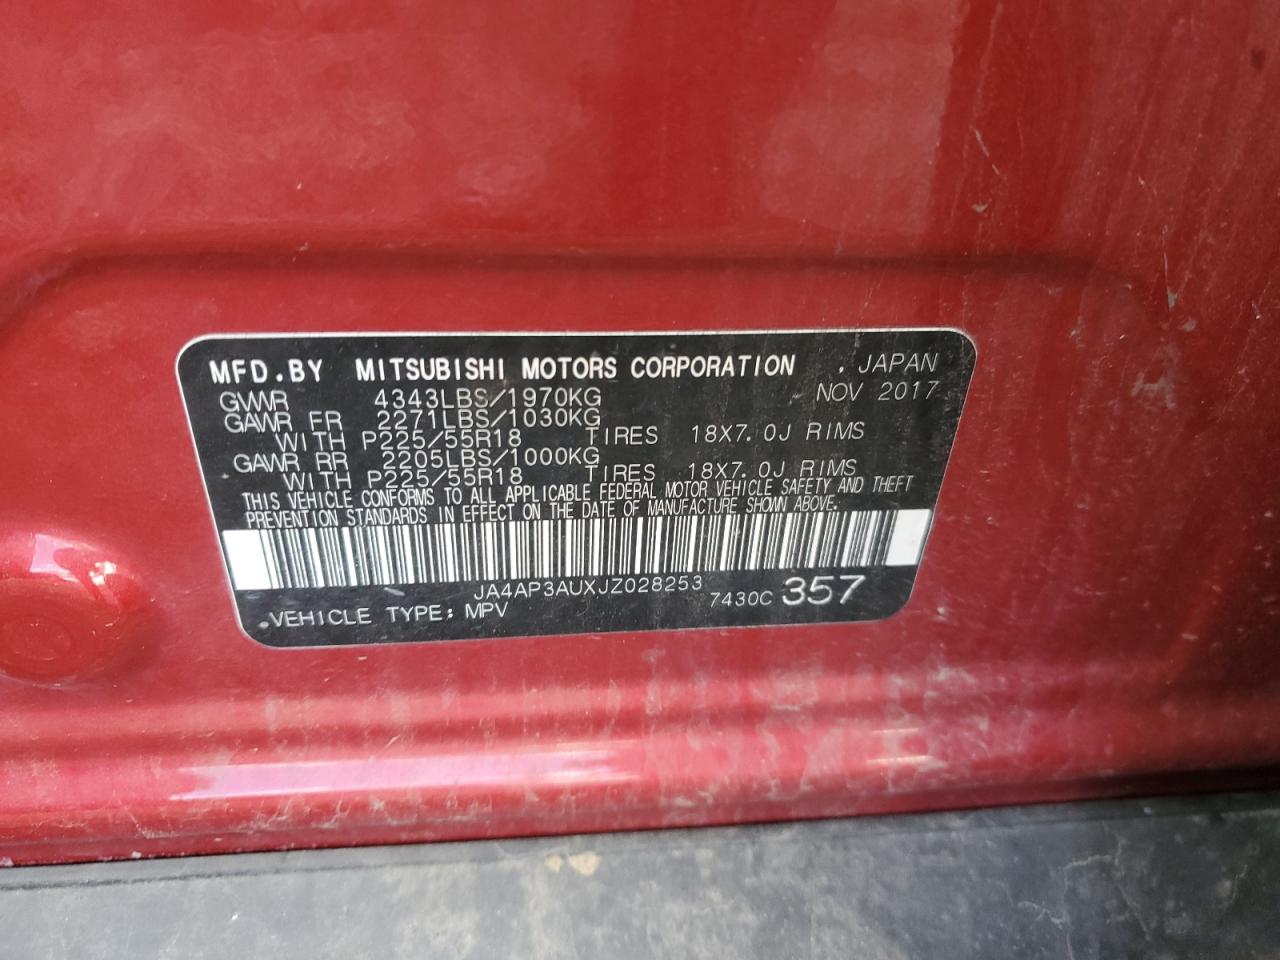 MFD.BY MITSUBISHI MOTORS CORPORATION . JAPAN
GVWR 4343LBS/1970KG NOV 2017
GAWR FR 2271LBS/1030KG
WITH P225/55R18 TIRES 18X7.0J RIMS
GAWR RR 2205LBS/1000KG
WITH P225/55R18 TIRES 18X7.0J RIMS
THIS VEHICLE CONFORMS TO ALL APPLICABLE FEDERAL MOTOR VEHICLE SAFETY AND THEFT
PREVENTION STANDARDS IN EFFECT ON THE DATE OF MANUFACTURE SHOWN ABOVE.
JA4AP3AUXJZ028253
.VEHICLE TYPE: MPV 7430C 357